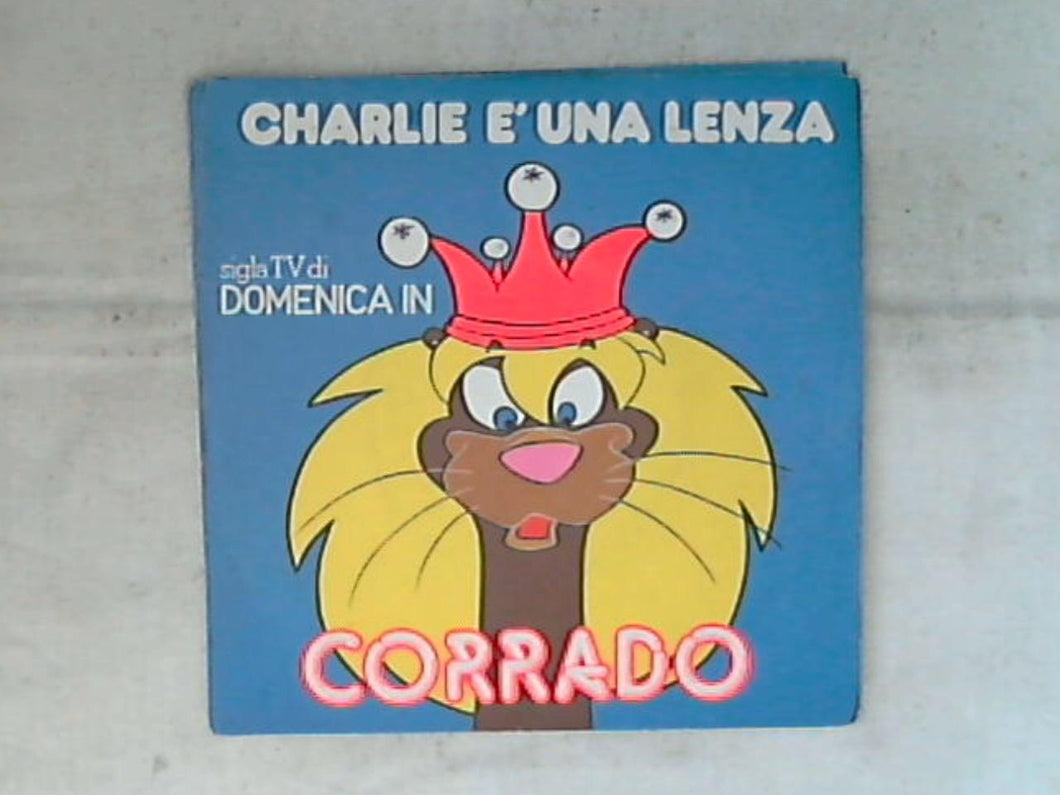 CHARLIE E' UNA LENZA
sigla TV di
DOMENICA IN
CORRADO